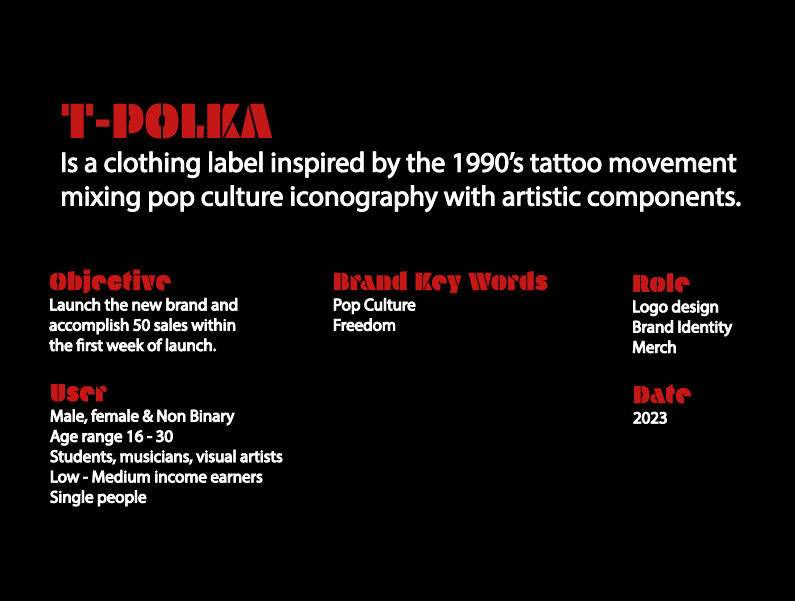 T-POLKA
Is a clothing label inspired by the 1990's tattoo movement
mixing pop culture iconography with artistic components.
Objective
Launch the new brand and
accomplish 50 sales within
the first week of launch.
User
Male, female & Non Binary
Age range 16 - 30
Students, musicians, visual artists
Low - Medium income earners
Single people
Brand Key Words
Pop Culture
Freedom
Role
Logo design
Brand Identity
Merch
Date
2023